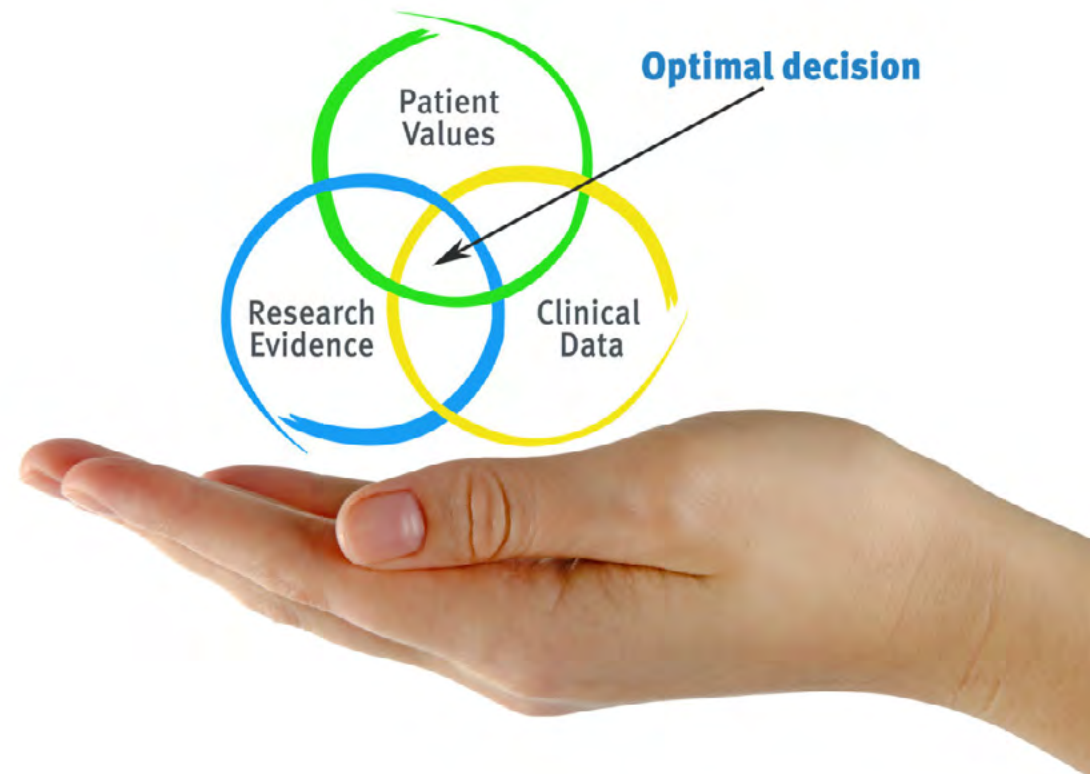 Optimal decision
Patient
Values
Research
Evidence
Clinical
Data